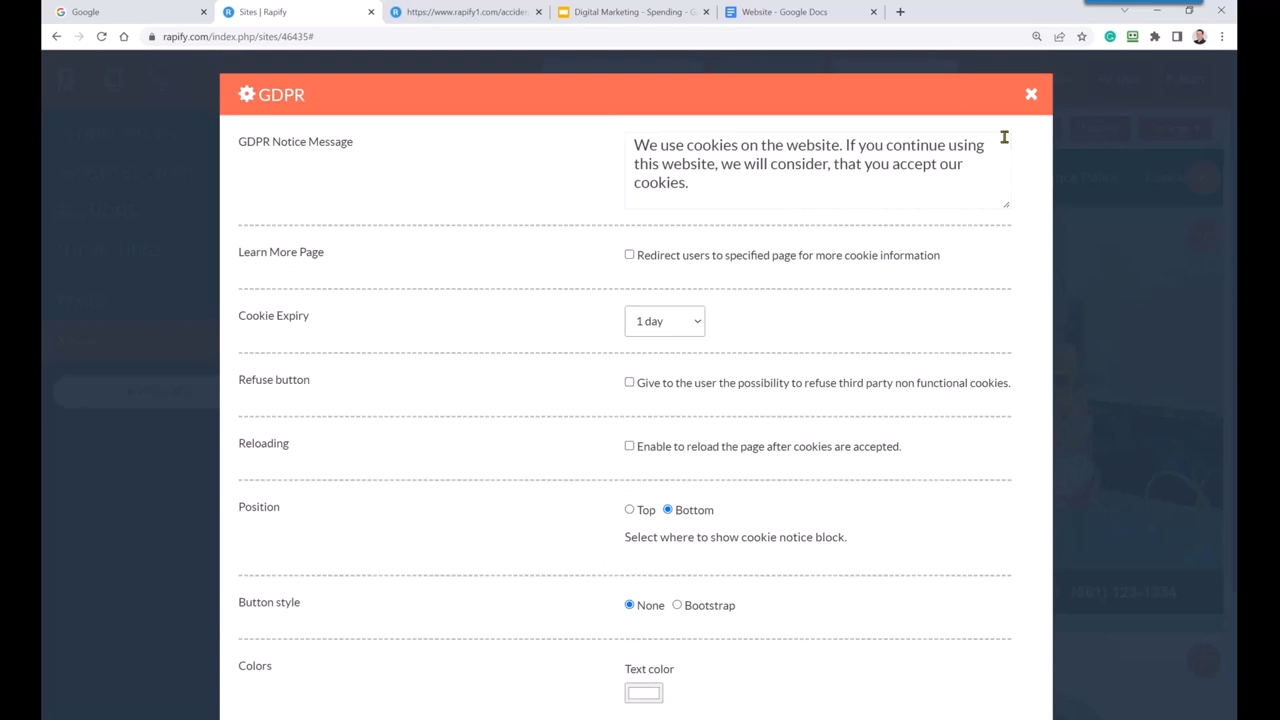 Google
Sites | Rapify
https://www.rapify1.com/acciden
Digital Marketing - Spending - G
Website - Google Docs
rapify.com/index.php/sites/46435#
GDPR
GDPR Notice Message
We use cookies on the website. If you continue using
this website, we will consider, that you accept our
cookies.
Learn More Page
Redirect users to specified page for more cookie information
Cookie Expiry
1 day
Refuse button
Give to the user the possibility to refuse third party non functional cookies.
Reloading
Enable to reload the page after cookies are accepted.
Position
Top Bottom
Select where to show cookie notice block.
Button style
None Bootstrap
Colors
Text color
(561) 123-1334